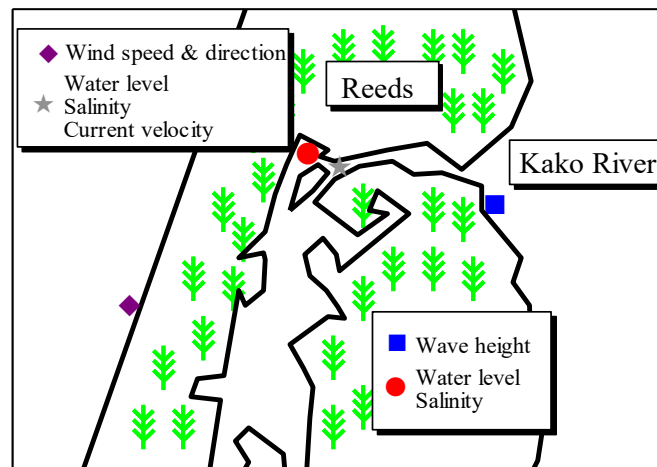 Wind speed & direction
Water level
Salinity
Current velocity
Reeds
Kako River
Wave height
Water level
Salinity